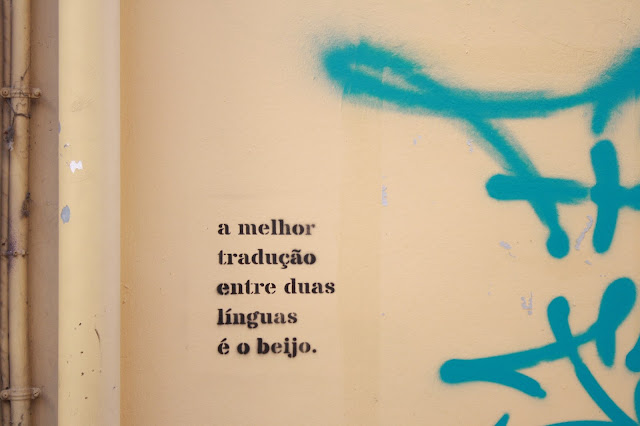 a melhor
tradução
entre duas
línguas
é o beijo.